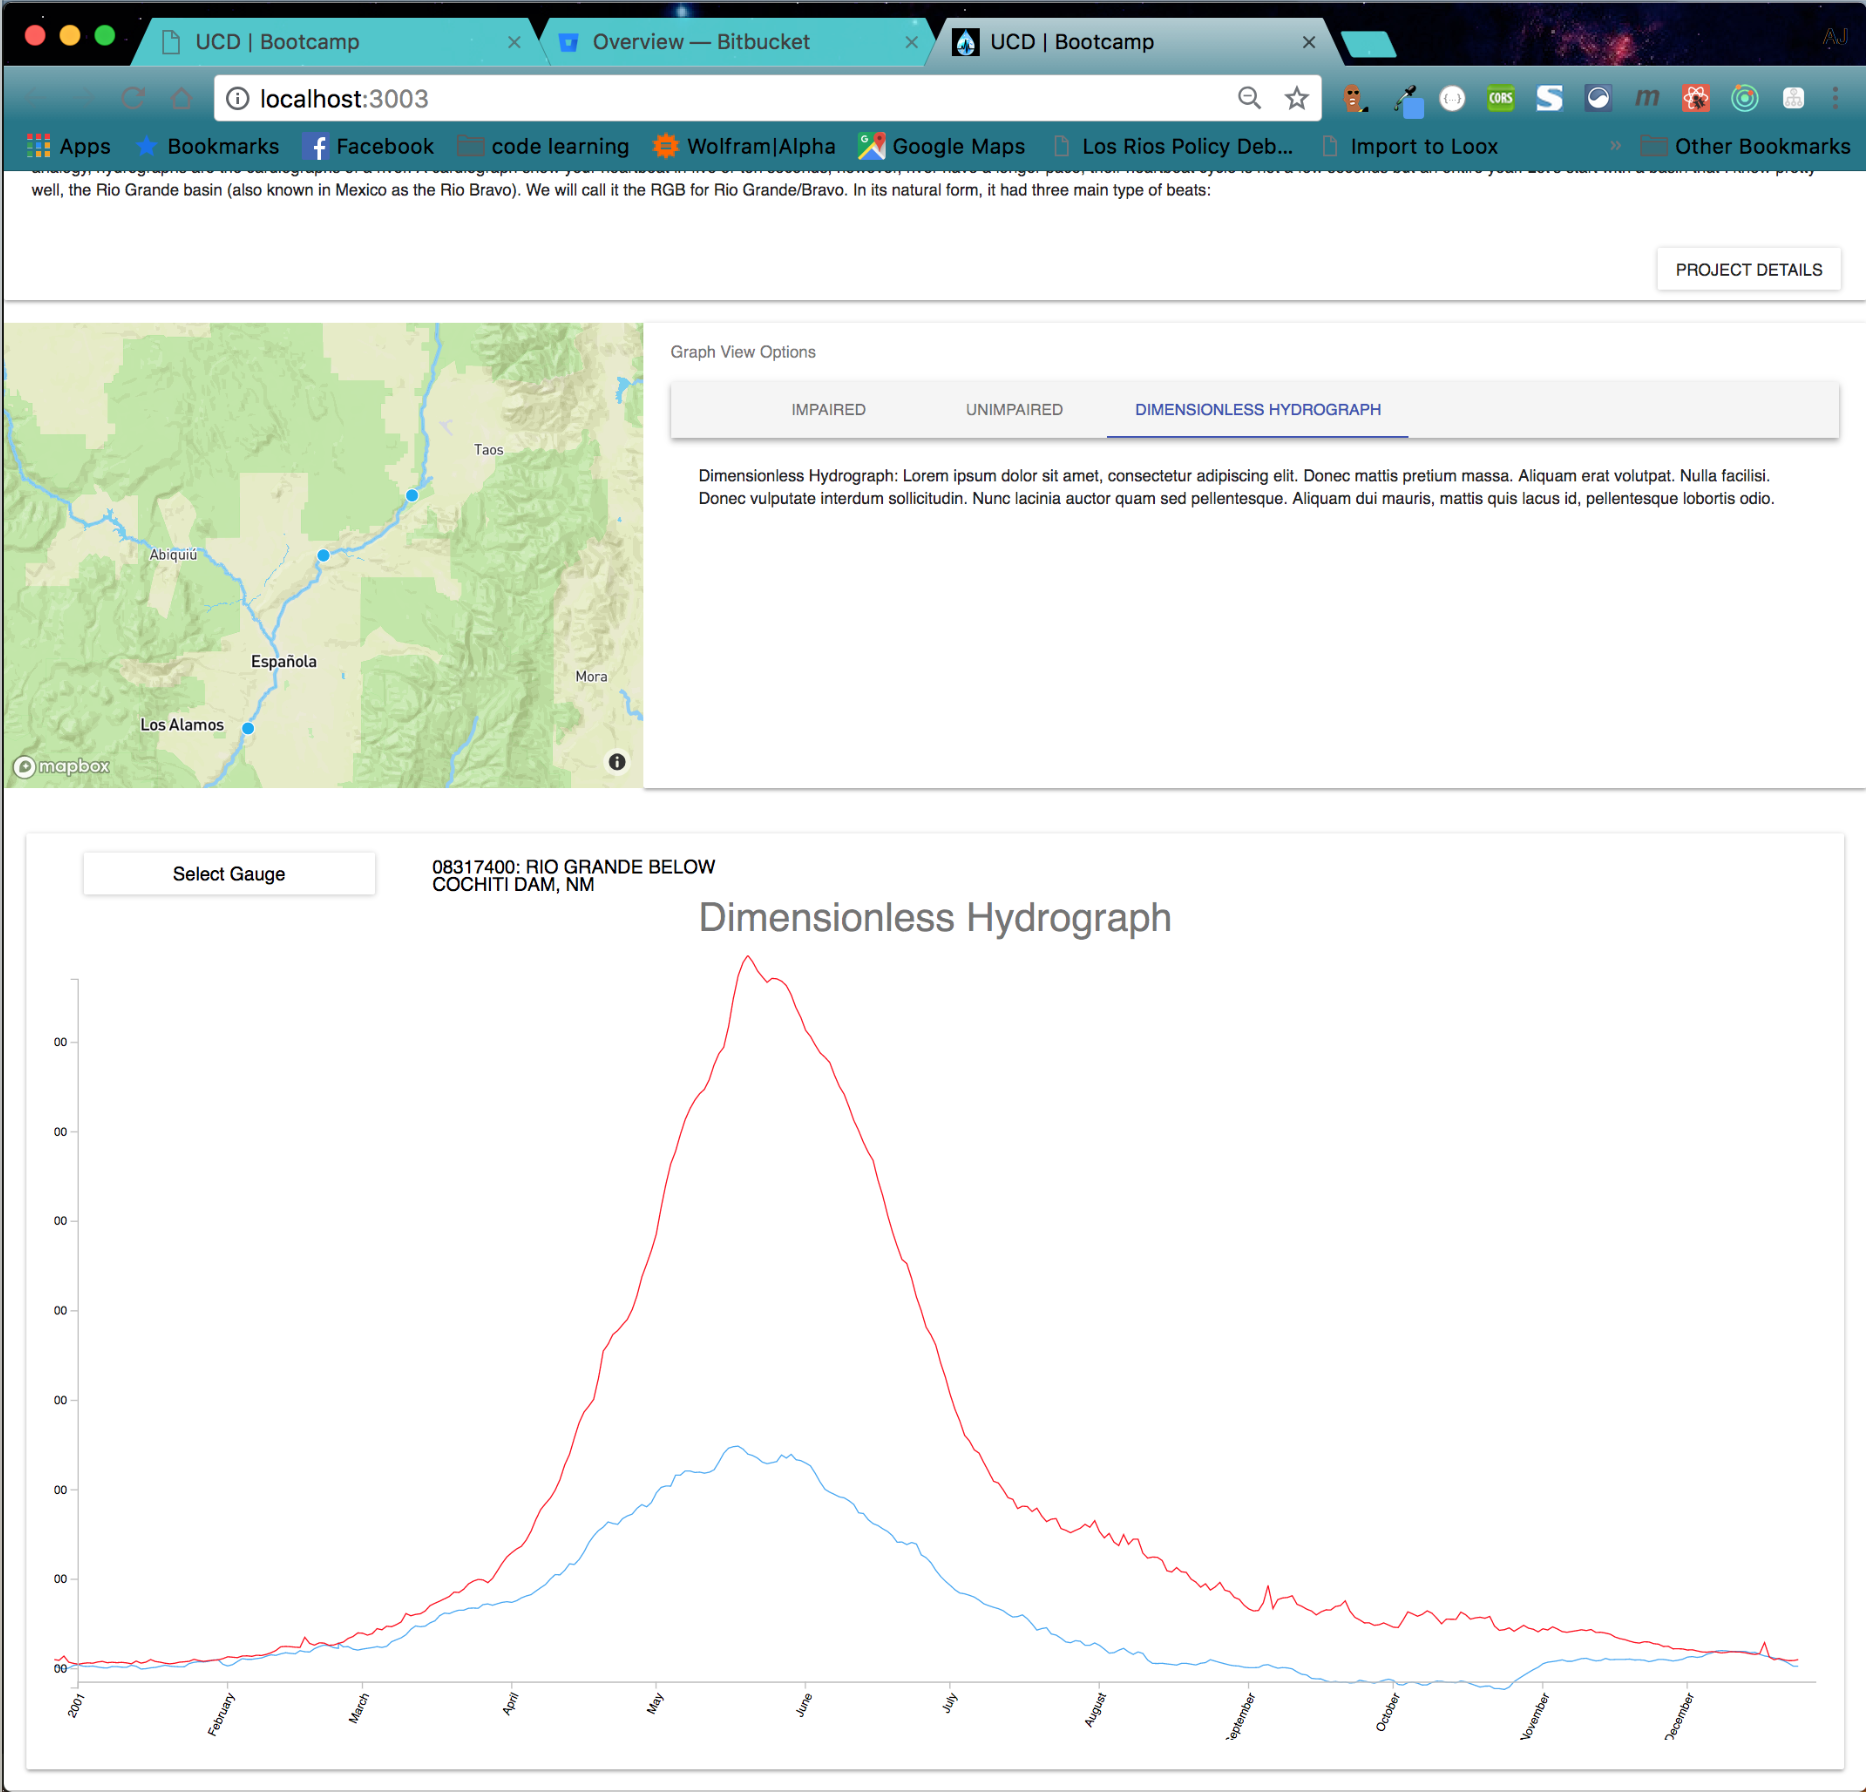 UCD | Bootcamp
Overview — Bitbucket
UCD | Bootcamp
AJ
localhost:3003
CORS
Apps
Bookmarks
Facebook
code learning
Wolfram|Alpha
Google Maps
Los Rios Policy Deb...
Import to Loox
»
Other Bookmarks
well, the Rio Grande basin (also known in Mexico as the Rio Bravo). We will call it the RGB for Rio Grande/Bravo. In its natural form, it had three main type of beats:
PROJECT DETAILS
Taos
Abiquiú
Española
Mora
Los Alamos
mapbox
Graph View Options
IMPAIRED
UNIMPAIRED
DIMENSIONLESS HYDROGRAPH
Dimensionless Hydrograph: Lorem ipsum dolor sit amet, consectetur adipiscing elit. Donec mattis pretium massa. Aliquam erat volutpat. Nulla facilisi.
Donec vulputate interdum sollicitudin. Nunc lacinia auctor quam sed pellentesque. Aliquam dui mauris, mattis quis lacus id, pellentesque lobortis odio.
Select Gauge
08317400: RIO GRANDE BELOW
COCHITI DAM, NM
Dimensionless Hydrograph
00
00
00
00
00
00
00
00
2001
February
March
April
May
June
July
August
eptember
October
ovember
ecember